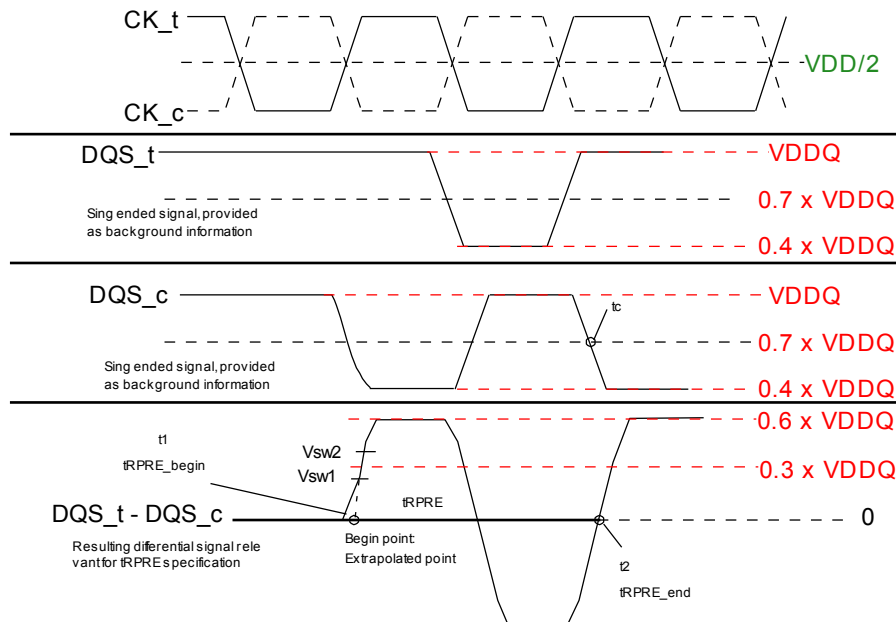 CK_t
VDD/2
CK_c
DQS_t
VDDQ
0.7 x VDDQ
Sing ended signal, provided
as background information
0.4 x VDDQ
DQS_c
VDDQ
tc
0.7 x VDDQ
Sing ended signal, provided
as background information
0.4 x VDDQ
0.6 x VDDQ
t1
Vsw2
tRPRE_begin
0.3 x VDDQ
Vsw1
tRPRE
DQS_t - DQS_c
0
Begin point:
Extrapolated point
Resulting differential signal rele
vant for tRPRE specification
t2
tRPRE_end